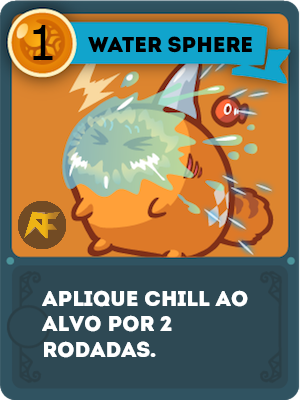 1
WATER SPHERE
AF
APLIQUE CHILL AO
ALVO POR 2
RODADAS.